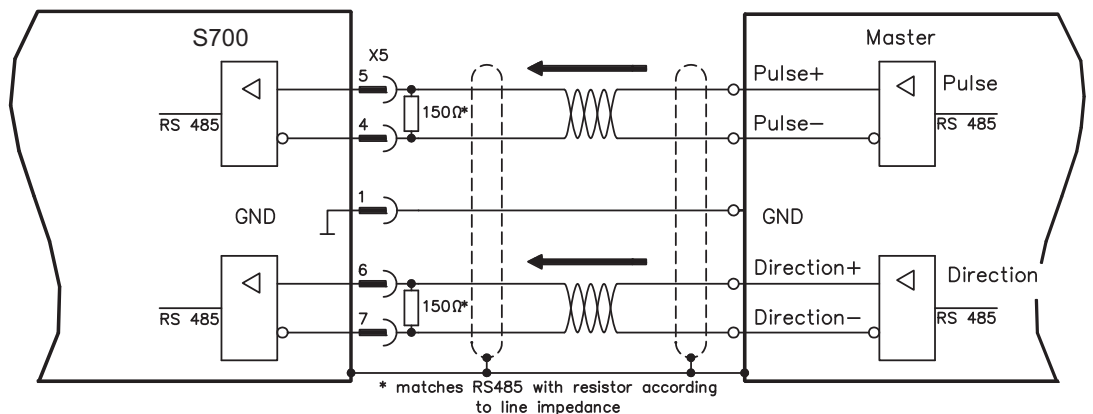 S700
Master
X5
5
Pulse+
Pulse
150Ω*
RS 485
RS 485
4
Pulse−
1
GND
GND
6
Direction+
Direction
150Ω*
RS 485
RS 485
7
Direction−
* matches RS485 with resistor according
to line impedance